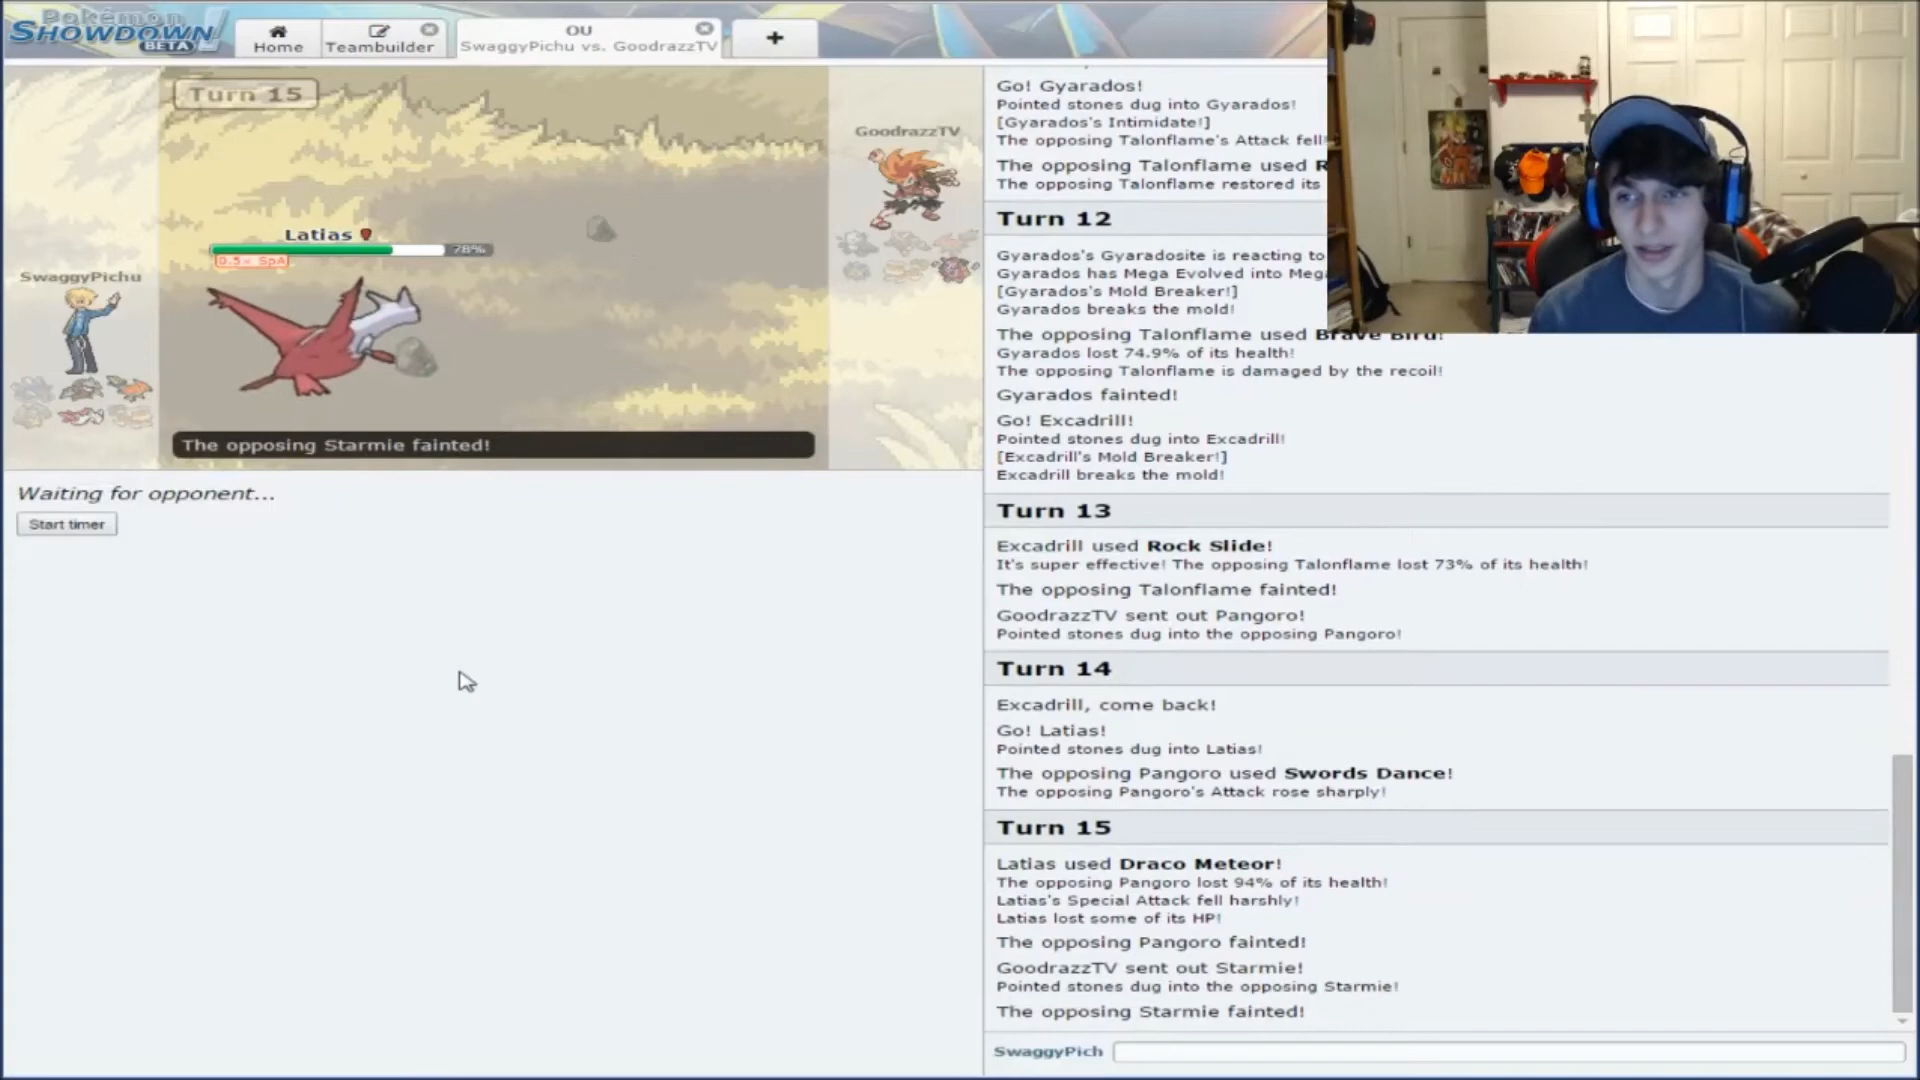 Pokémon
SHOWDOWN
BETA
Home
Teambuilder
OU
SwaggyPichu vs. GoodrazzTV
+
Turn 15
Latias
78%
0.5× SpA
SwaggyPichu
GoodrazzTV
The opposing Starmie fainted!
Waiting for opponent...
Start timer
Go! Gyarados!
Pointed stones dug into Gyarados!
[Gyarados's Intimidate!]
The opposing Talonflame's Attack fell!
The opposing Talonflame used
The opposing Talonflame restored its
Turn 12
Gyarados's Gyaradosite is reacting to
Gyarados has Mega Evolved into
[Gyarados's Mold Breaker!]
Gyarados breaks the mold!
The opposing Talonflame used Brave Bird!
Gyarados lost 74.9% of its health!
The opposing Talonflame is damaged by the recoil!
Gyarados fainted!
Go! Excadrill!
Pointed stones dug into Excadrill!
[Excadrill's Mold Breaker!]
Excadrill breaks the mold!
Turn 13
Excadrill used Rock Slide!
It's super effective! The opposing Talonflame lost 73% of its health!
The opposing Talonflame fainted!
GoodrazzTV sent out Pangoro!
Pointed stones dug into the opposing Pangoro!
Turn 14
Excadrill, come back!
Go! Latias!
Pointed stones dug into Latias!
The opposing Pangoro used Swords Dance!
The opposing Pangoro's Attack rose sharply!
Turn 15
Latias used Draco Meteor!
The opposing Pangoro lost 94% of its health!
Latias's Special Attack fell harshly!
Latias lost some of its HP!
The opposing Pangoro fainted!
GoodrazzTV sent out Starmie!
Pointed stones dug into the opposing Starmie!
The opposing Starmie fainted!
SwaggyPich